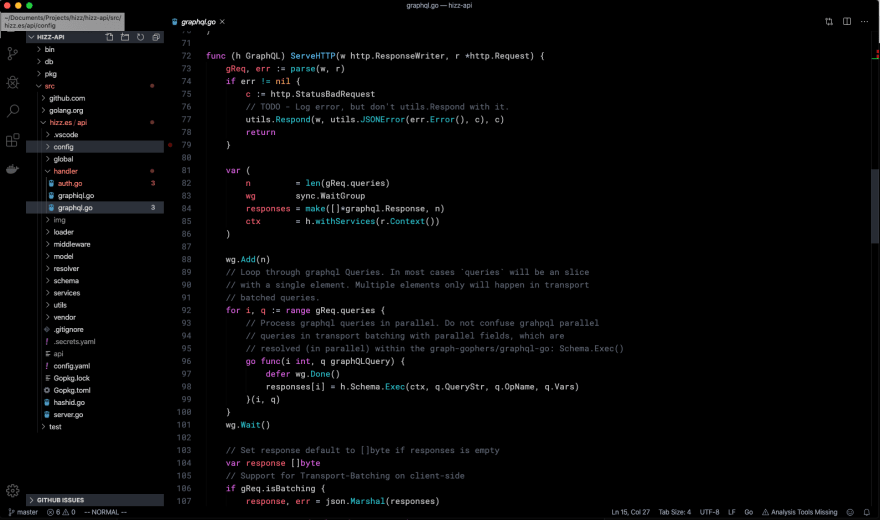 graphql.go — hizz-api
~/Documents/Projects/hizz/hizz-api/src/
hizz.es/api/config
graphql.go
HIZZ-API
bin
db
pkg
src
github.com
golang.org
hizz.es / api
.vscode
config
global
handler
auth.go 3
graphiql.go
graphql.go 3
img
loader
middleware
model
resolver
schema
services
utils
vendor
.gitignore
.secrets.yaml
api
config.yaml
Gopkg.lock
Gopkg.toml
hashid.go
server.go
test
GITHUB ISSUES
70 }
71
72 func (h GraphQL) ServeHTTP(w http.ResponseWriter, r *http.Request) {
73 gReq, err := parse(w, r)
74 if err != nil {
75 c := http.StatusBadRequest
76 // TODO - Log error, but don't utils.Respond with it.
77 utils.Respond(w, utils.JSONError(err.Error(), c), c)
78 return
79 }
80
81 var (
82 n = len(gReq.queries)
83 wg sync.WaitGroup
84 responses = make([]*graphql.Response, n)
85 ctx = h.withServices(r.Context())
86 )
87
88 wg.Add(n)
89 // Loop through graphql Queries. In most cases `queries` will be an slice
90 // with a single element. Multiple elements only will happen in transport
91 // batched queries.
92 for i, q := range gReq.queries {
93 // Process graphql queries in parallel. Do not confuse grahpql parallel
94 // queries in transport batching with parallel fields, which are
95 // resolved (in parallel) within the graph-gophers/graphql-go: Schema.Exec()
96 go func(i int, q graphQLQuery) {
97 defer wg.Done()
98 responses[i] = h.Schema.Exec(ctx, q.QueryStr, q.OpName, q.Vars)
99 }(i, q)
100 }
101 wg.Wait()
102
103 // Set response default to []byte if responses is empty
104 var response []byte
105 // Support for Transport-Batching on client-side
106 if gReq.isBatching {
107 response, err = json.Marshal(responses)
master 6 0 -- NORMAL -- Ln 15, Col 27 Tab Size: 4 UTF-8 LF Go Analysis Tools Missing